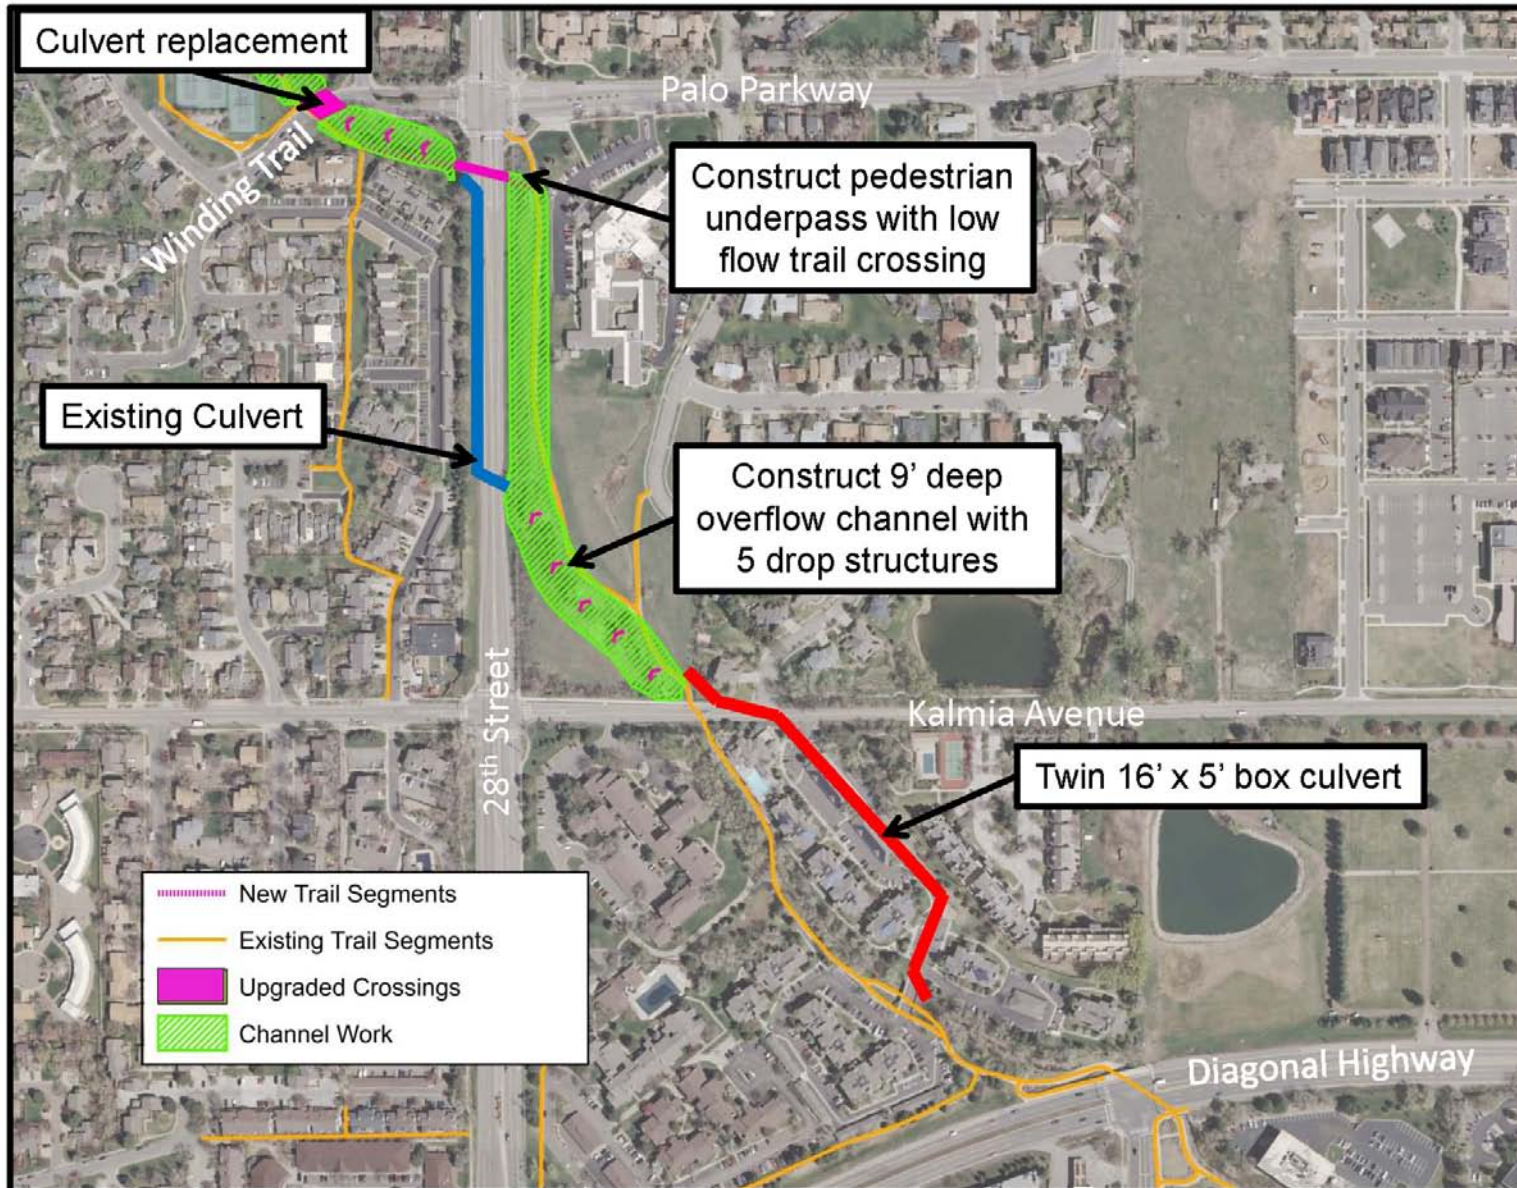 Culvert replacement
Palo Parkway
Winding Trail
Construct pedestrian
underpass with low
flow trail crossing
Existing Culvert
Construct 9’ deep
overflow channel with
5 drop structures
28th Street
Kalmia Avenue
Twin 16’ x 5’ box culvert
New Trail Segments
Existing Trail Segments
Upgraded Crossings
Channel Work
Diagonal Highway